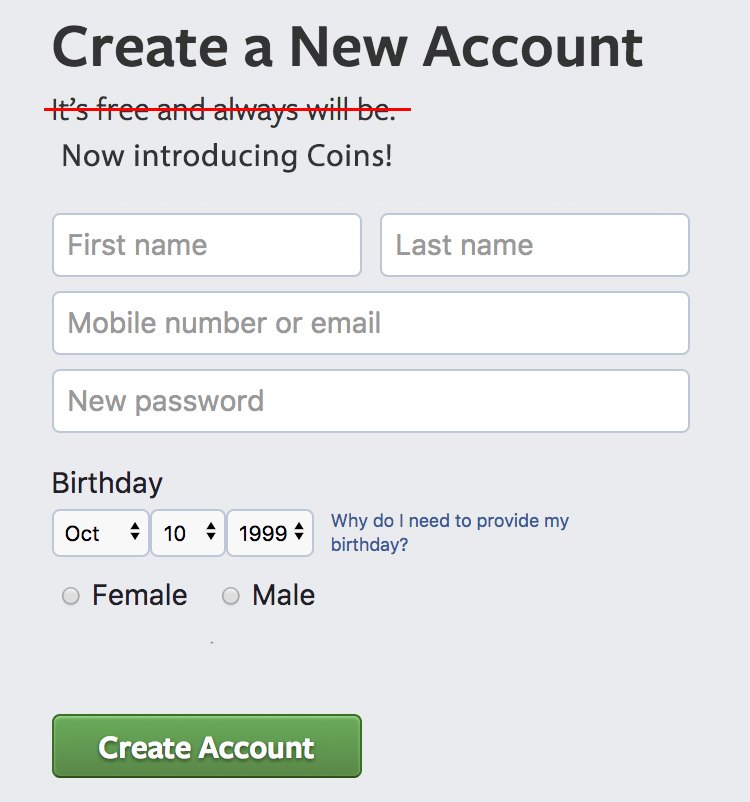 Create a New Account
It's free and always will be.
Now introducing Coins!
First name Last name
Mobile number or email
New password
Birthday
Oct 10 1999 Why do I need to provide my
birthday?
Female Male
Create Account